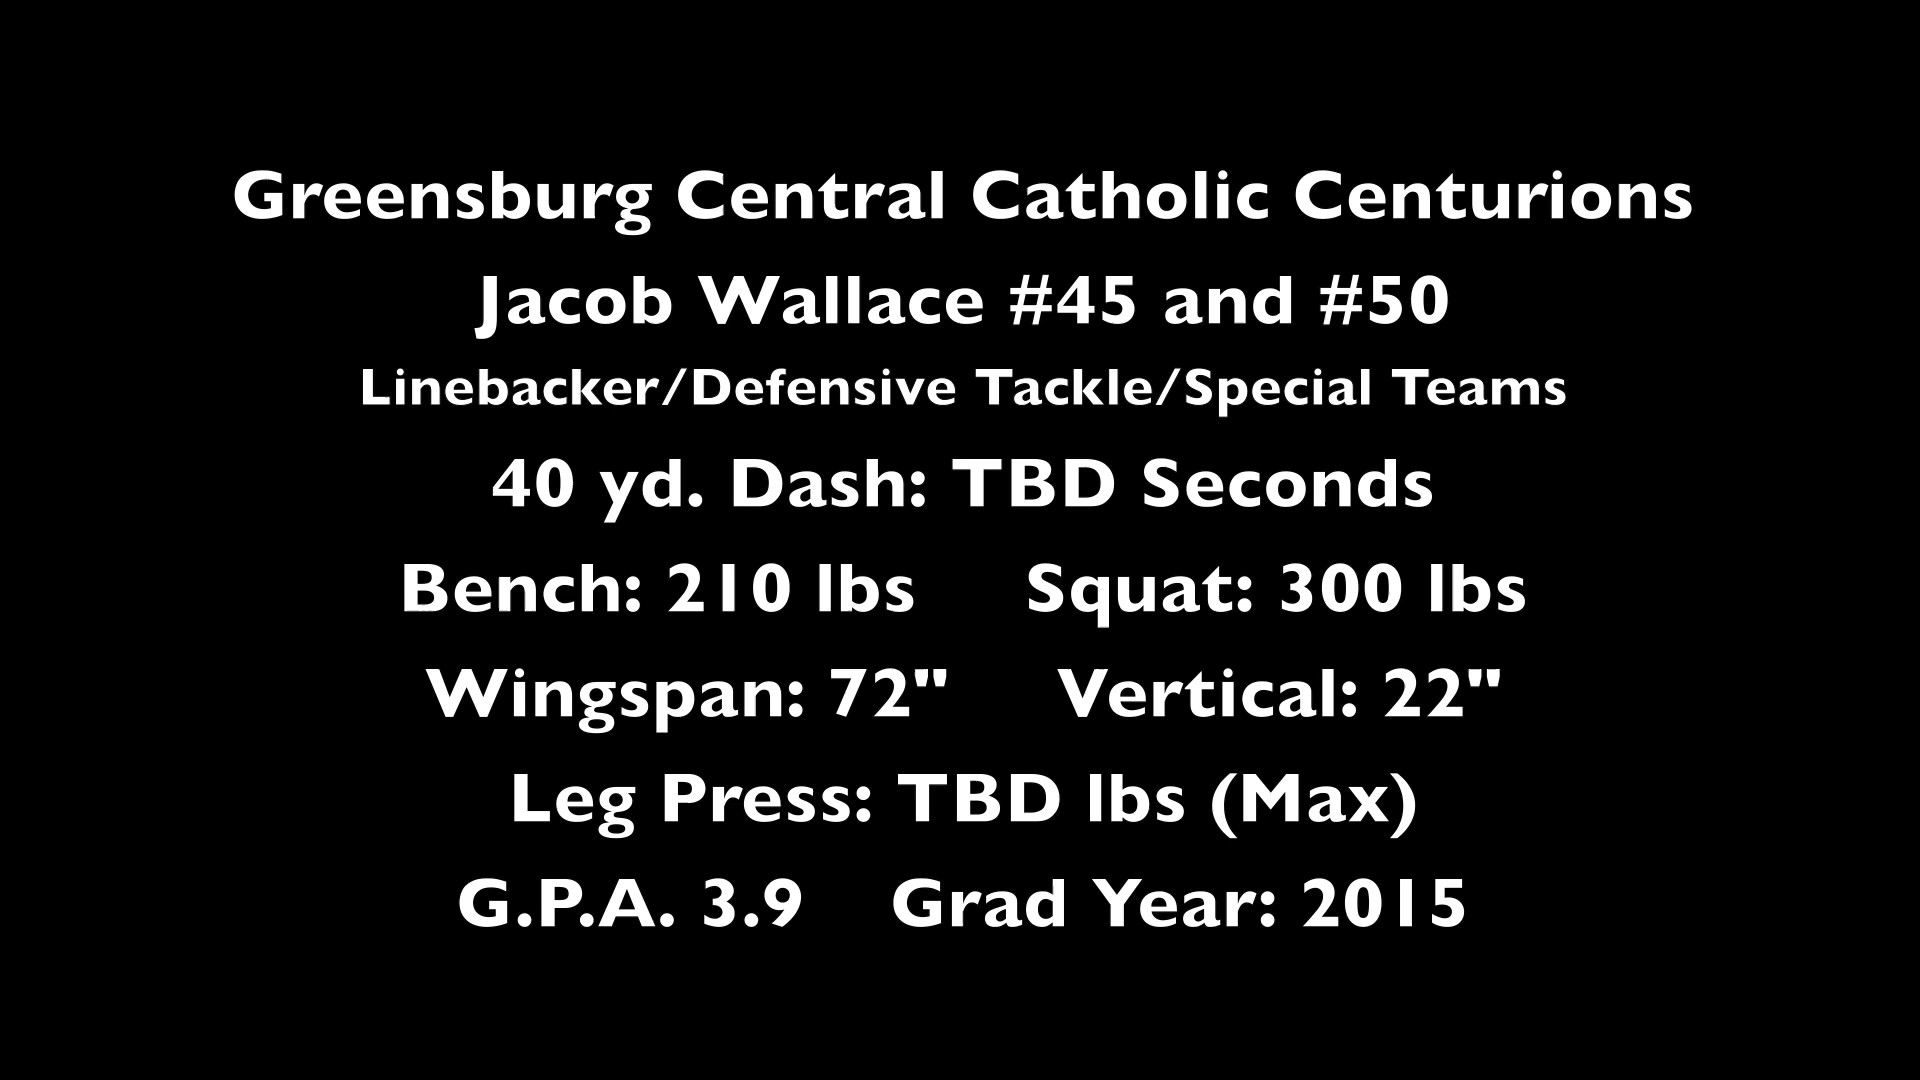 Greensburg Central Catholic Centurions
Jacob Wallace #45 and #50
Linebacker/Defensive Tackle/Special Teams
40 yd. Dash: TBD Seconds
Bench: 210 lbs Squat: 300 lbs
Wingspan: 72" Vertical: 22"
Leg Press: TBD lbs (Max)
G.P.A. 3.9 Grad Year: 2015